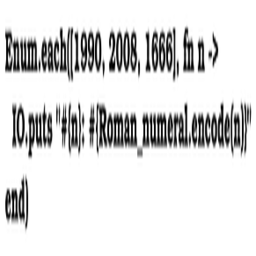 Enum.each([1990, 2008, 1666], fn n ->
  IO.puts "#{n}: #{Roman_numeral.encode(n)}"
end)